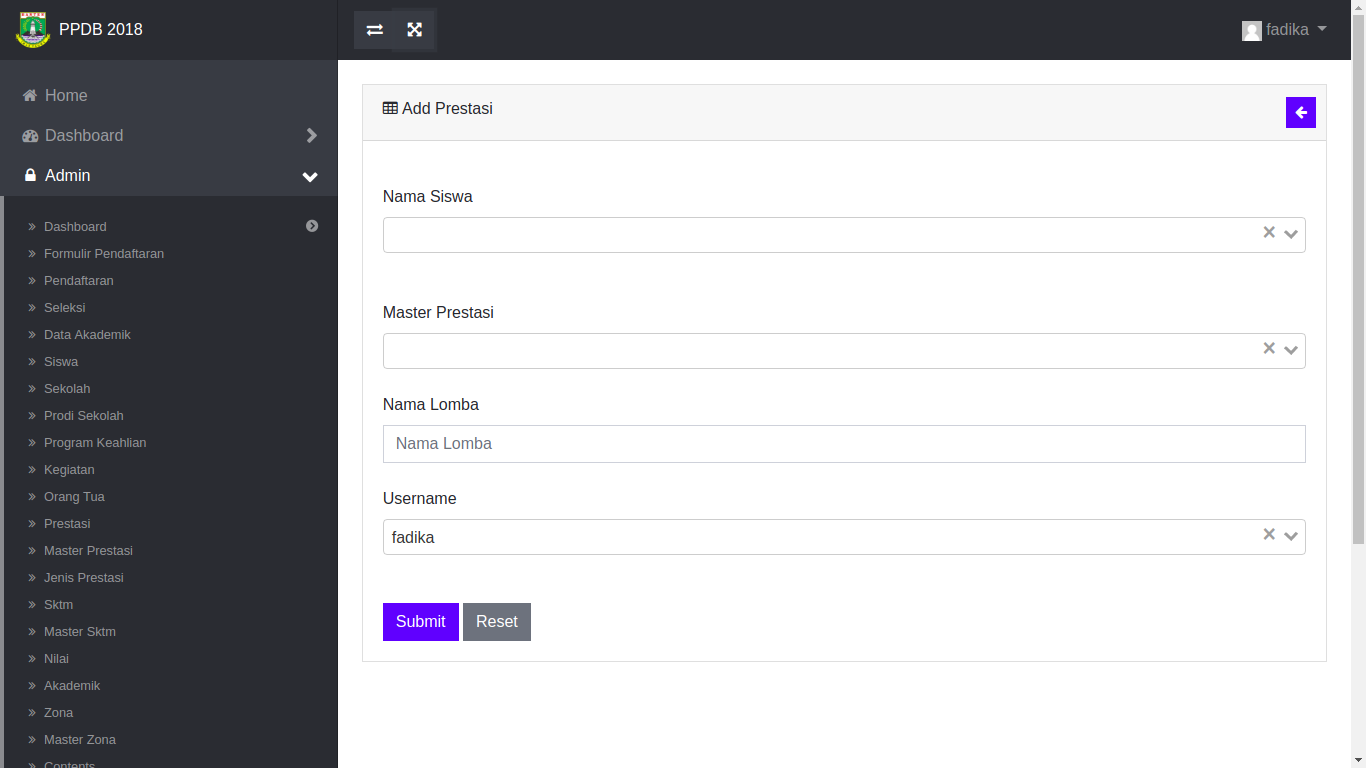 PPDB 2018
fadika
Home
Dashboard
Admin
Dashboard
Formulir Pendaftaran
Pendaftaran
Seleksi
Data Akademik
Siswa
Sekolah
Prodi Sekolah
Program Keahlian
Kegiatan
Orang Tua
Prestasi
Master Prestasi
Jenis Prestasi
Sktm
Master Sktm
Nilai
Akademik
Zona
Master Zona
Contents
Add Prestasi
Nama Siswa
Master Prestasi
Nama Lomba
Nama Lomba
Username
fadika
Submit Reset